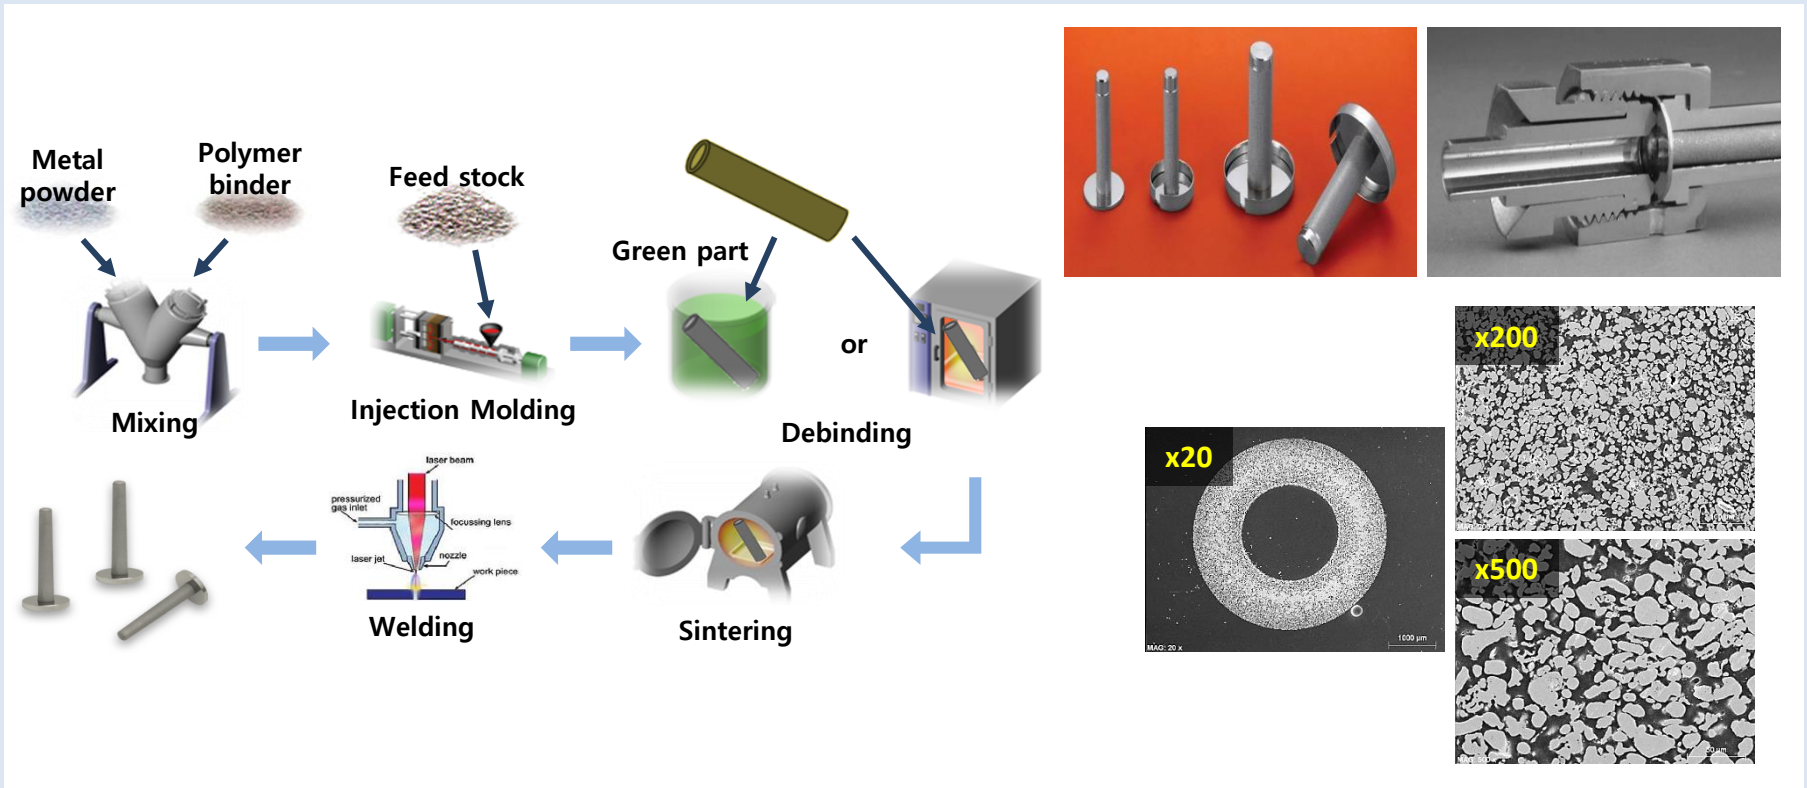 Metal
powder
Polymer
binder
Feed stock
Green part
or
Mixing
Injection Molding
Debinding
laser beam
pressurized
gas inlet
focussing lens
laser jet
nozzle
work piece
Welding
Sintering
x20
1000 µm
MAG: 20 x
x200
x500